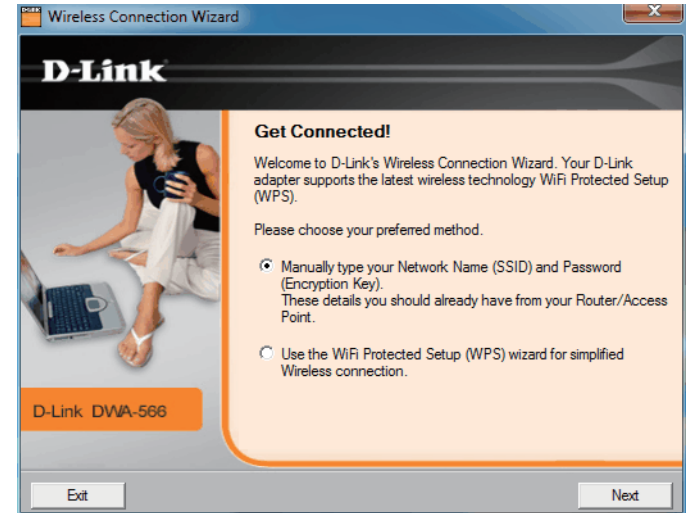 Wireless Connection Wizard
D-Link
Get Connected!
Welcome to D-Link's Wireless Connection Wizard. Your D-Link
adapter supports the latest wireless technology WiFi Protected Setup
(WPS).
Please choose your preferred method.
Manually type your Network Name (SSID) and Password
(Encryption Key).
These details you should already have from your Router/Access
Point.
Use the WiFi Protected Setup (WPS) wizard for simplified
Wireless connection.
D-Link DWA-566
Exit
Next